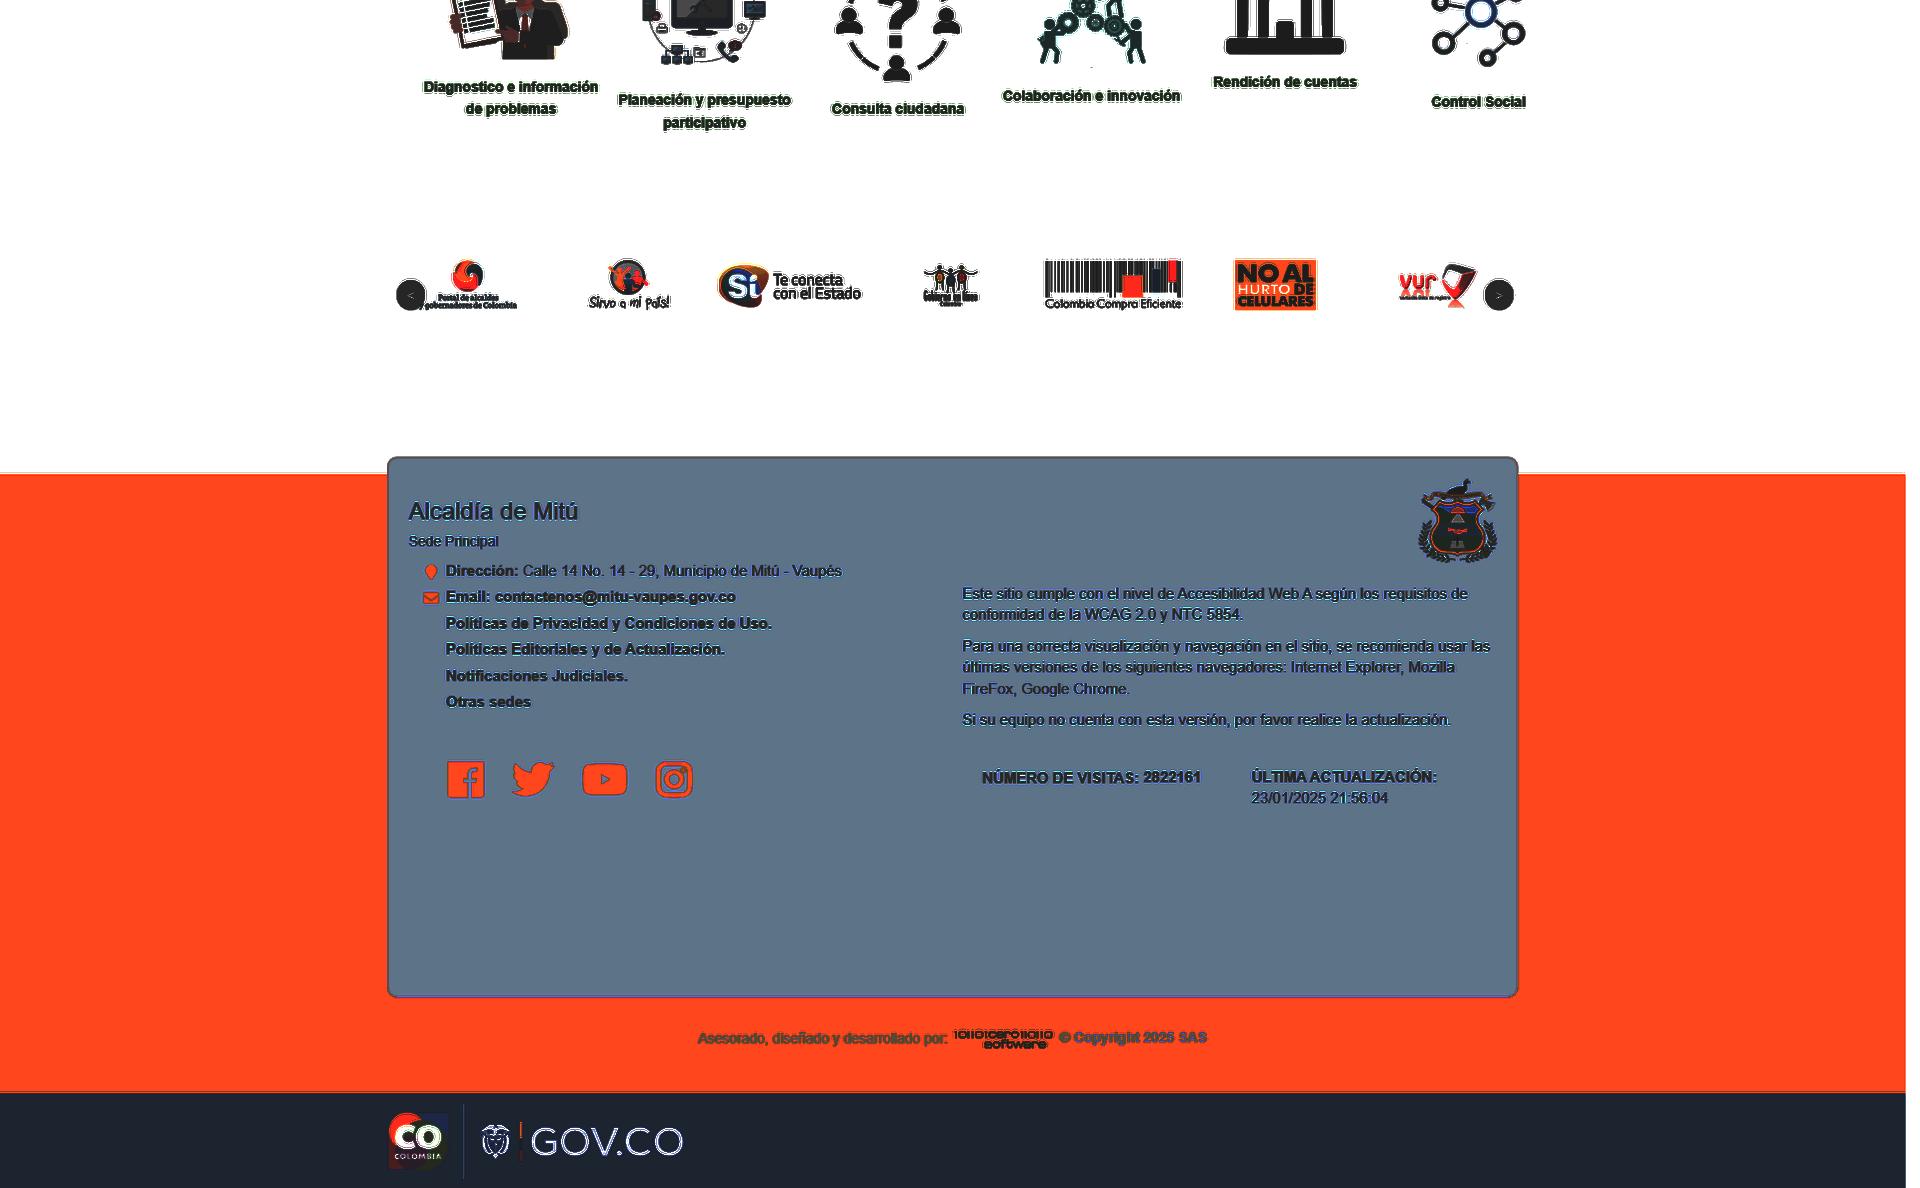 Diagnostico e información
de problemas
Planeación y presupuesto
participativo
Consulta ciudadana
Colaboración e innovación
Rendición de cuentas
Control Social
<
Portal de alcaldías
y gobernadores de Colombia
Sirvo a mi País!
Sí Te conecta
con el Estado
Gobierno en línea
Colombia Compra Eficiente
NO AL
HURTO DE
CELULARES
vur
>
Alcaldía de Mitú
Sede Principal
Dirección: Calle 14 No. 14 - 29, Municipio de Mitú - Vaupés
Email: contactenos@mitu-vaupes.gov.co
Políticas de Privacidad y Condiciones de Uso.
Políticas Editoriales y de Actualización.
Notificaciones Judiciales.
Otras sedes
Este sitio cumple con el nivel de Accesibilidad Web A según los requisitos de
conformidad de la WCAG 2.0 y NTC 5854.
Para una correcta visualización y navegación en el sitio, se recomienda usar las
últimas versiones de los siguientes navegadores: Internet Explorer, Mozilla
FireFox, Google Chrome.
Si su equipo no cuenta con esta versión, por favor realice la actualización.
NÚMERO DE VISITAS: 2822161
ÚLTIMA ACTUALIZACIÓN:
23/01/2025 21:56:04
Asesorado, diseñado y desarrollado por: software © Copyright 2025 SAS
CO
COLOMBIA
GOV.CO